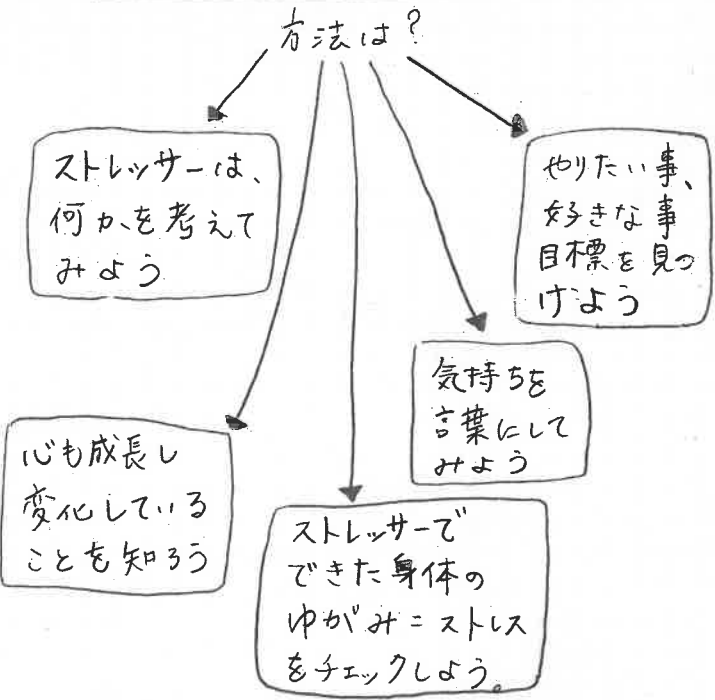 方法は?
ストレッサーは、
何かを考えて
みよう
やりたい事、
好きな事
目標を見つ
けよう
気持ちを
言葉にして
みよう
心も成長し
変化している
ことを知ろう
ストレッサーで
できた身体の
ゆがみ=ストレス
をチェックしよう。